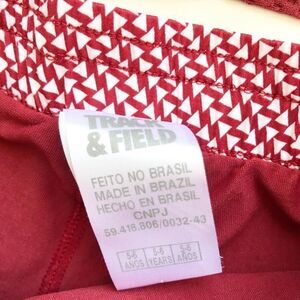 TRACK
& FIELD
FEITO NO BRASIL
MADE IN BRAZIL
HECHO EN BRASIL
CNPJ
59.418.806/0032-43
5-6 5-6 5-6
ANOS YEARS AÑOS